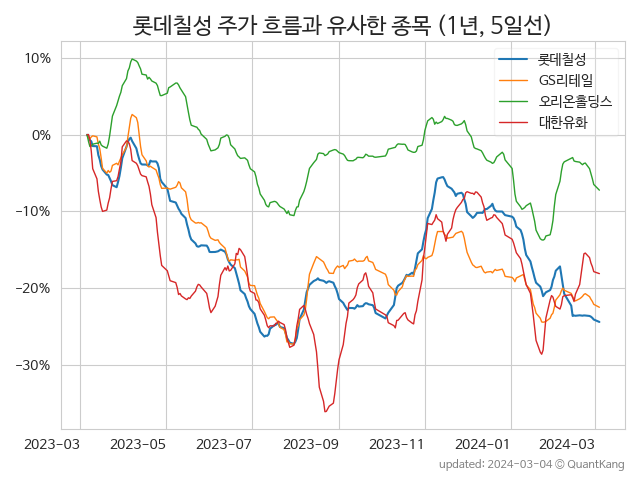 롯데칠성 주가 흐름과 유사한 종목 (1년, 5일선)
롯데칠성
GS리테일
오리온홀딩스
대한유화
10%
0%
−10%
−20%
−30%
2023-03
2023-05
2023-07
2023-09
2023-11
2024-01
2024-03
updated: 2024-03-04 © QuantKang